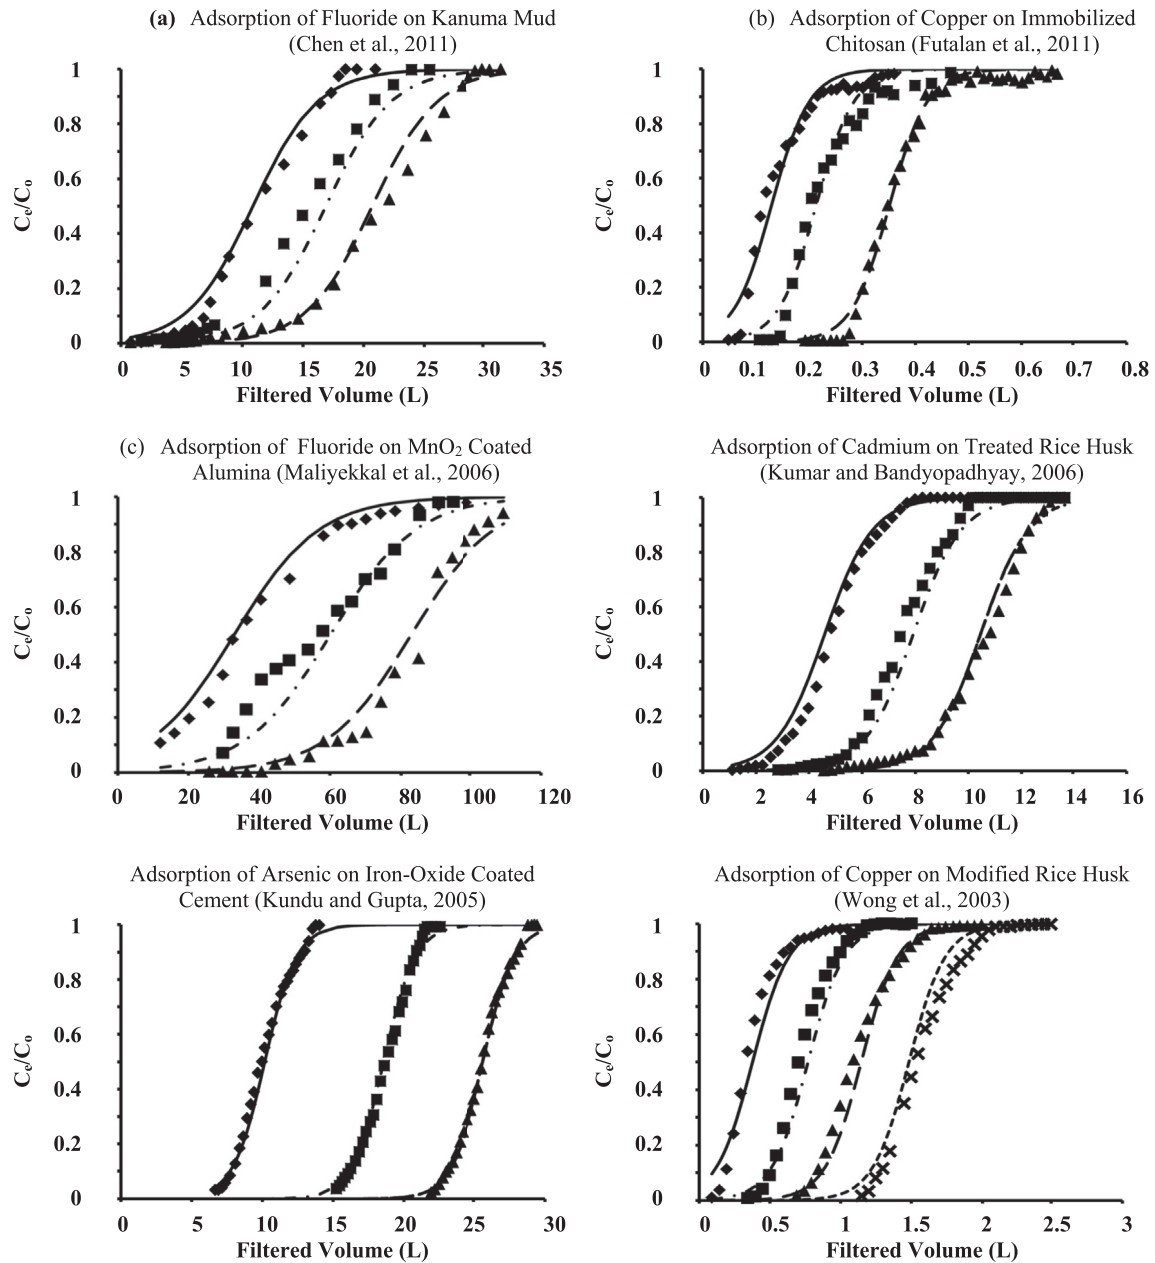 (a) Adsorption of Fluoride on Kanuma Mud
(Chen et al., 2011)
1
0.8
0.6
0.4
0.2
0
Cₑ/Cₒ
0 5 10 15 20 25 30 35
Filtered Volume (L)
(b) Adsorption of Copper on Immobilized
Chitosan (Futalan et al., 2011)
1
0.8
0.6
0.4
0.2
0
Cₑ/Cₒ
0 0.1 0.2 0.3 0.4 0.5 0.6 0.7 0.8
Filtered Volume (L)
(c) Adsorption of Fluoride on MnO₂ Coated
Alumina (Maliyekkal et al., 2006)
1
0.8
0.6
0.4
0.2
0
Cₑ/Cₒ
0 20 40 60 80 100 120
Filtered Volume (L)
Adsorption of Cadmium on Treated Rice Husk
(Kumar and Bandyopadhyay, 2006)
1
0.8
0.6
0.4
0.2
0
Cₑ/Cₒ
0 2 4 6 8 10 12 14 16
Filtered Volume (L)
Adsorption of Arsenic on Iron-Oxide Coated
Cement (Kundu and Gupta, 2005)
1
0.8
0.6
0.4
0.2
0
Cₑ/Cₒ
0 5 10 15 20 25 30
Filtered Volume (L)
Adsorption of Copper on Modified Rice Husk
(Wong et al., 2003)
1
0.8
0.6
0.4
0.2
0
Cₑ/Cₒ
0 0.5 1 1.5 2 2.5 3
Filtered Volume (L)